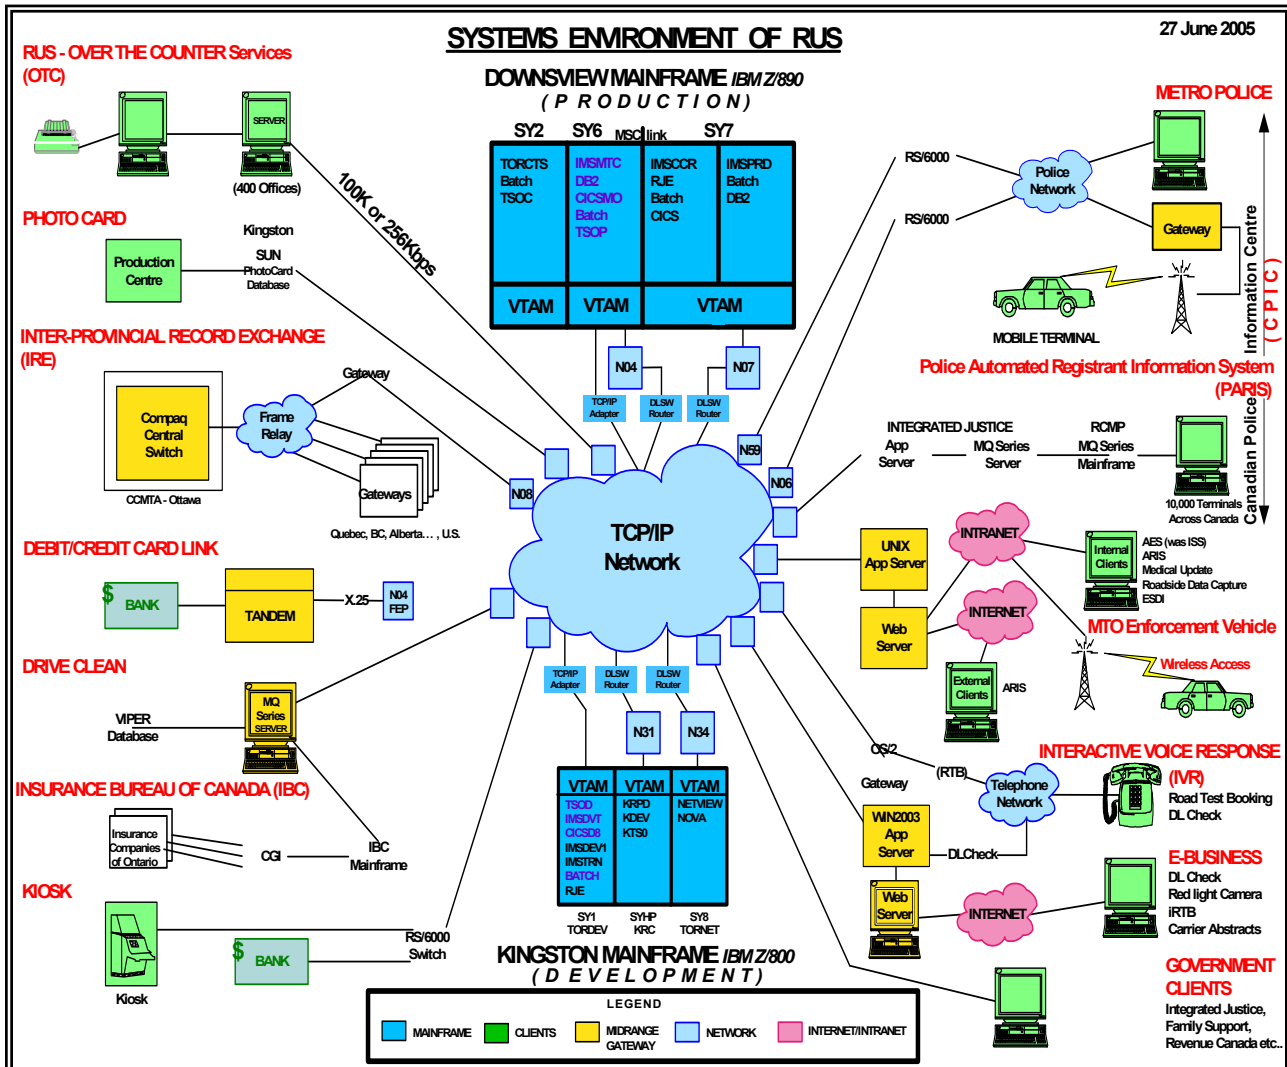 SYSTEMS ENVIRONMENT OF RUS
27 June 2005
DOWNSVIEW MAINFRAME IBM Z/890
( P R O D U C T I O N )
RUS - OVER THE COUNTER Services
(OTC)
SERVER
(400 Offices)
100K or 256Kbps
PHOTO CARD
Production
Centre
Kingston
SUN
PhotoCard
Database
INTER-PROVINCIAL RECORD EXCHANGE
(IRE)
Compaq
Central
Switch
CCMTA - Ottawa
Frame
Relay
Gateway
Gateways
Quebec, BC, Alberta... , U.S.
DEBIT/CREDIT CARD LINK
$
BANK
TANDEM
X.25
N04
FEP
DRIVE CLEAN
VIPER
Database
MQ
Series
SERVER
INSURANCE BUREAU OF CANADA (IBC)
Insurance
Companies
of Ontario
CGI
IBC
Mainframe
KIOSK
Kiosk
$
BANK
RS/6000
Switch
SY2
SY6
MSC link
SY7
TORCTS
Batch
TSOC
IMSMTC
DB2
CICSMO
Batch
TSOP
IMSCCR
RJE
Batch
CICS
IMSPRD
Batch
DB2
VTAM
VTAM
VTAM
N04
N07
TCP/IP
Adapter
DLSW
Router
DLSW
Router
N08
N59
N06
TCP/IP
Network
TCP/IP
Adapter
DLSW
Router
DLSW
Router
N31
N34
VTAM
TSOD
IMSDVT
CICSD8
IMSDEV1
IMSTRN
BATCH
RJE
VTAM
KRPD
KDEV
KTS0
VTAM
NETVIEW
NOVA
SY1
TORDEV
SYHP
KRC
SY8
TORNET
KINGSTON MAINFRAME IBM Z/800
( D E V E L O P M E N T )
METRO POLICE
RS/6000
RS/6000
Police
Network
Gateway
MOBILE TERMINAL
Canadian Police Information Centre
( C P I C )
Police Automated Registrant Information System
(PARIS)
INTEGRATED JUSTICE
App
Server
MQ Series
Server
RCMP
MQ Series
Mainframe
10,000 Terminals
Across Canada
UNIX
App Server
Web
Server
INTRANET
INTERNET
Internal
Clients
AES (was ISS)
ARIS
Medical Update
Roadside Data Capture
ESDI
External
Clients
ARIS
MTO Enforcement Vehicle
Wireless Access
INTERACTIVE VOICE RESPONSE
(IVR)
Road Test Booking
DL Check
OS/2
Gateway
(RTB)
Telephone
Network
WIN2003
App
Server
DLCheck
Web
Server
INTERNET
E-BUSINESS
DL Check
Red light Camera
iRTB
Carrier Abstracts
GOVERNMENT
CLIENTS
Integrated Justice,
Family Support,
Revenue Canada etc..
LEGEND
MAINFRAME
CLIENTS
MIDRANGE
GATEWAY
NETWORK
INTERNET/INTRANET